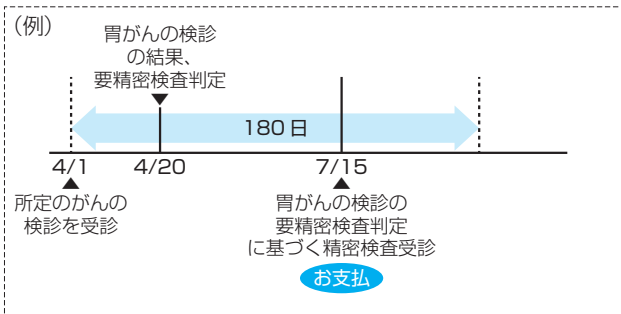 (例)
胃がんの検診
の結果、
要精密検査判定
180日
4/1
4/20
7/15
所定のがんの
検診を受診
胃がんの検診の
要精密検査判定
に基づく精密検査受診
お支払